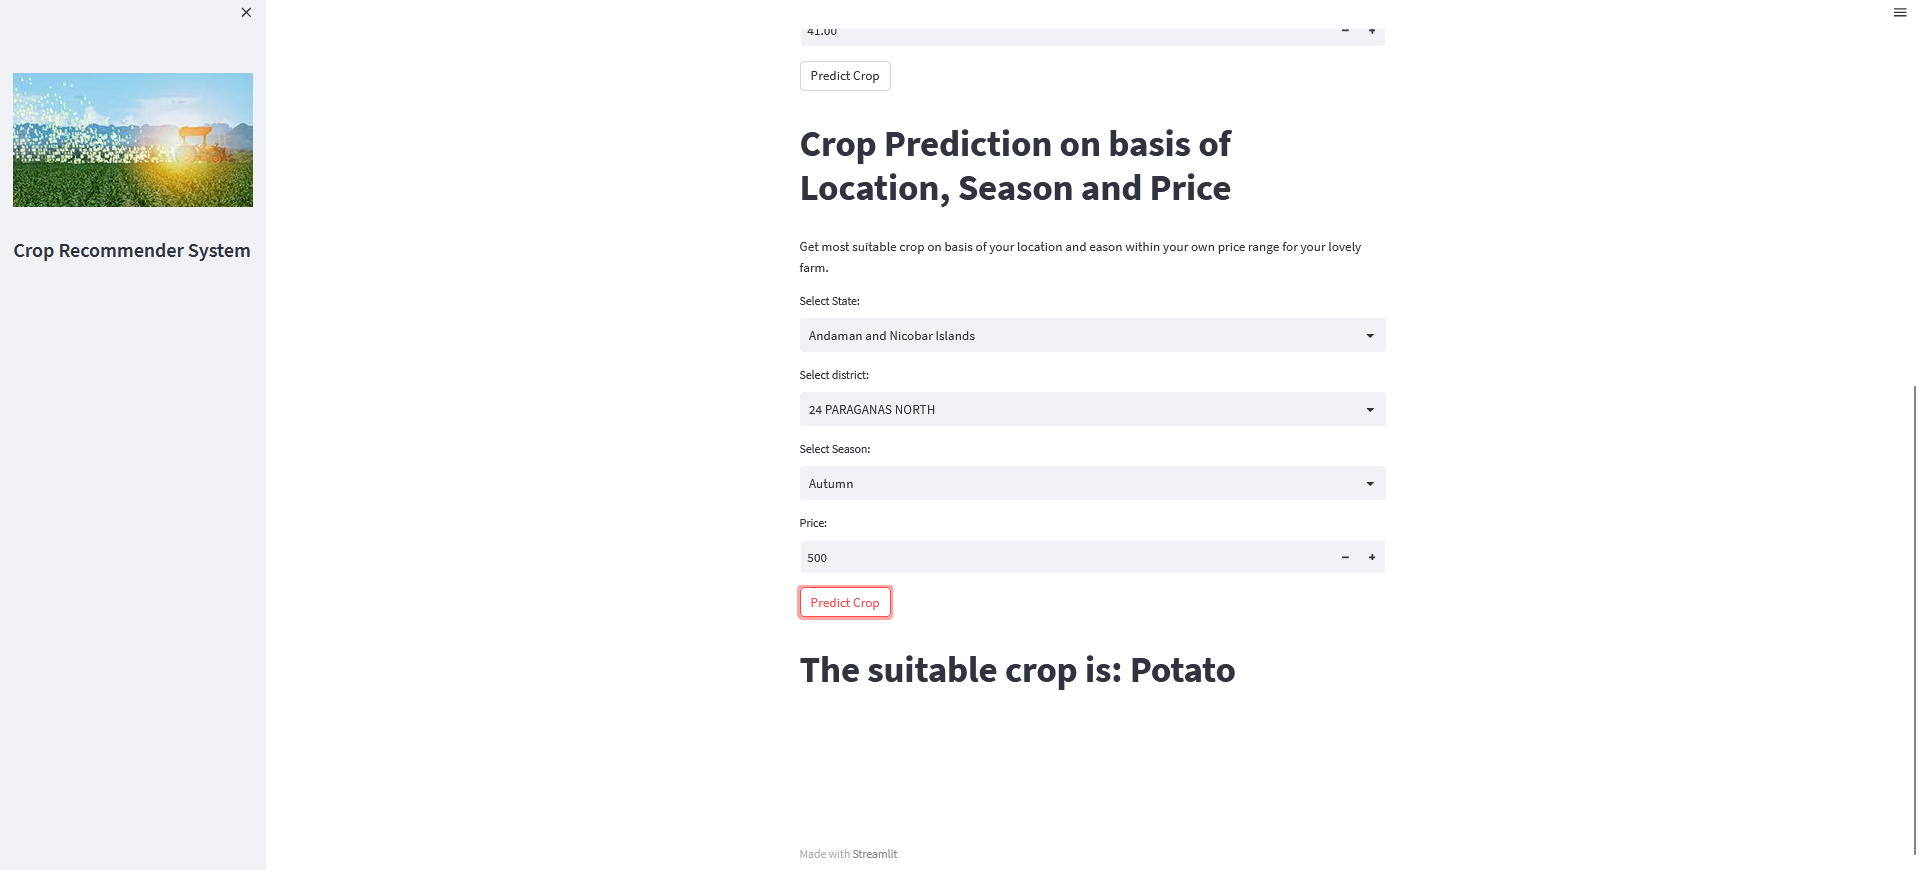 41.00
Predict Crop
Crop Recommender System
Crop Prediction on basis of
Location, Season and Price
Get most suitable crop on basis of your location and eason within your own price range for your lovely
farm.
Select State:
Andaman and Nicobar Islands
Select district:
24 PARAGANAS NORTH
Select Season:
Autumn
Price:
500
Predict Crop
The suitable crop is: Potato
Made with Streamlit